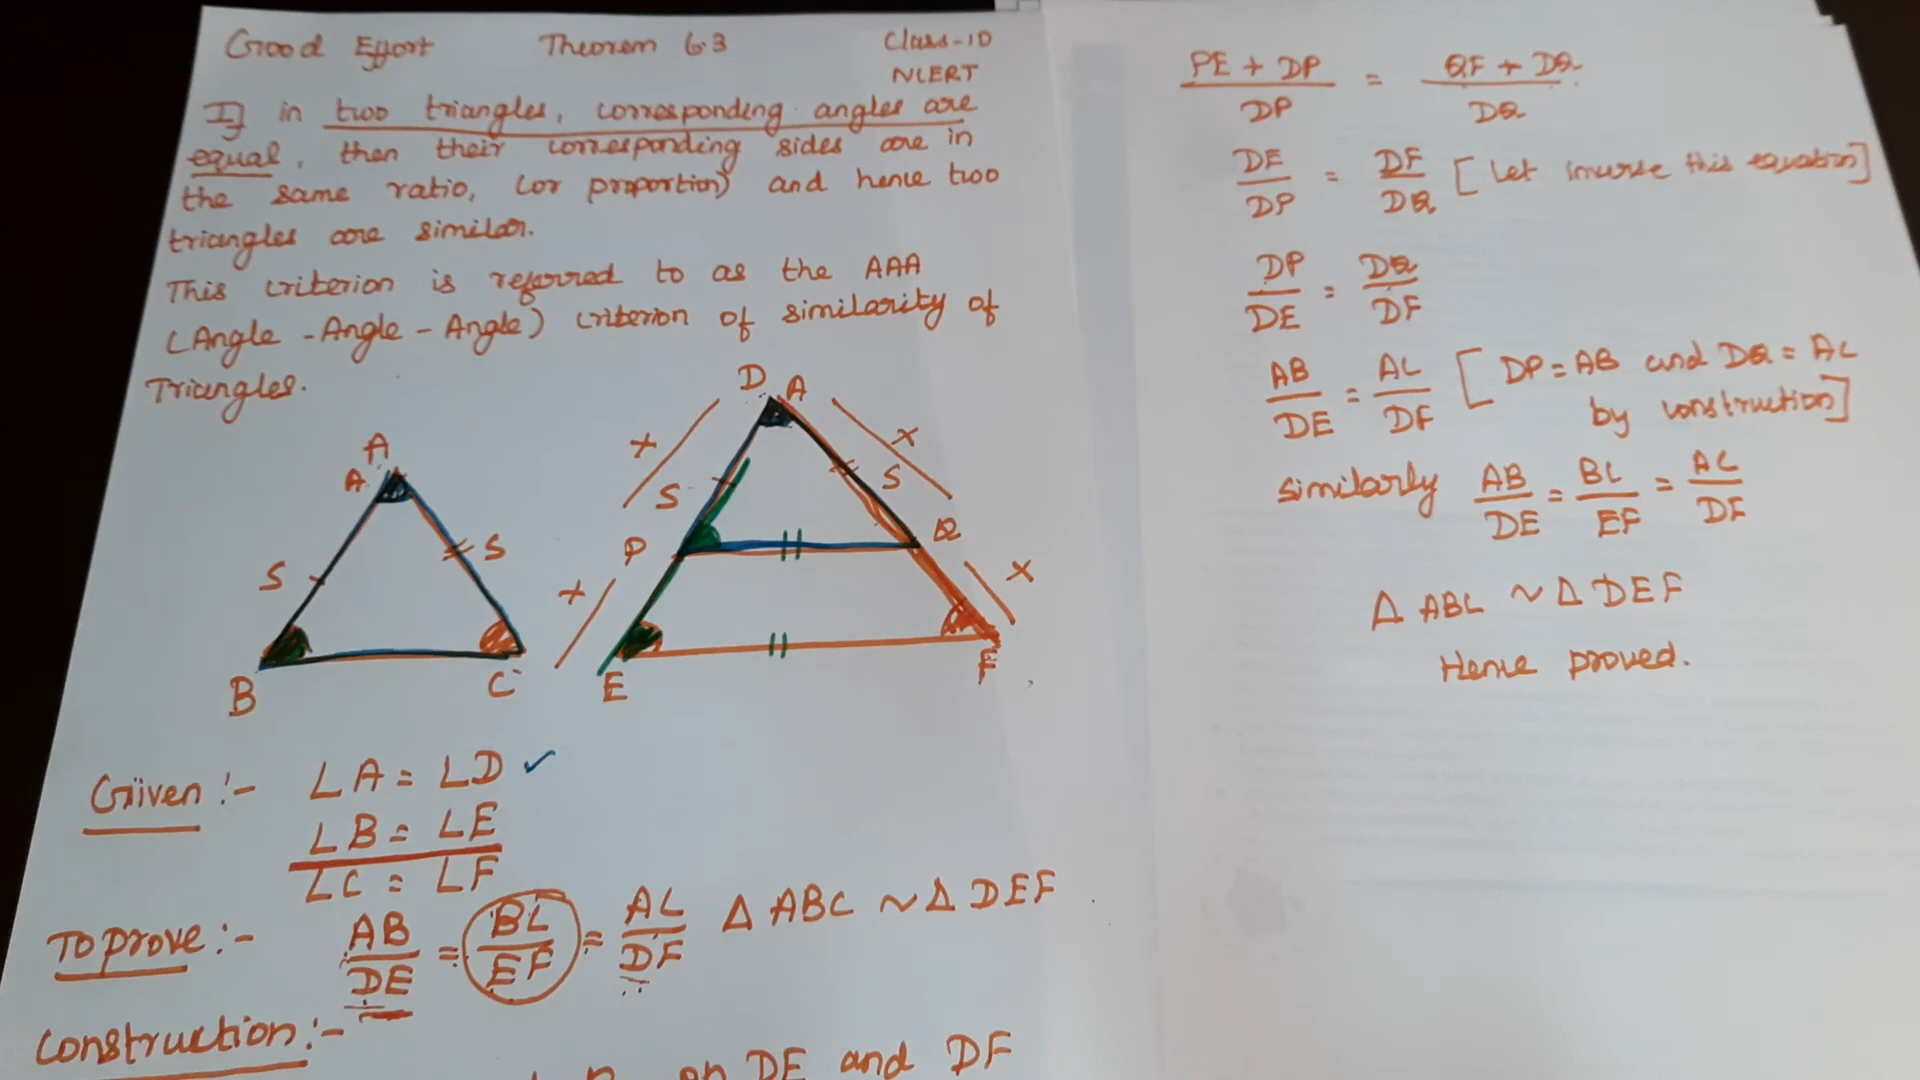 Good Effort Theorem 6.3 Class-10
NCERT
If in two triangles, corresponding angles are
equal, then their corresponding sides are in
the same ratio, (or proportion) and hence two
triangles are similar.
This criterion is referred to as the AAA
(Angle - Angle - Angle) criterion of similarity of
Triangles.
A
A
S
S
B
C
D A
X
X
S
S
P
Q
X
X
E
F
Given :- ∠A = ∠D ✓
∠B = ∠E
∠C = ∠F
To prove :- AB/DE = BC/EF = AC/DF Δ ABC ~ Δ DEF
Construction :-
on DE and DF
PE + DP / DP = QF + DQ / DQ
DE/DP = DF/DQ [Let inverse this equation]
DP/DE = DQ/DF
AB/DE = AC/DF [DP = AB and DQ = AC
by construction]
similarly AB/DE = BC/EF = AC/DF
Δ ABC ~ Δ DEF
Hence proved.